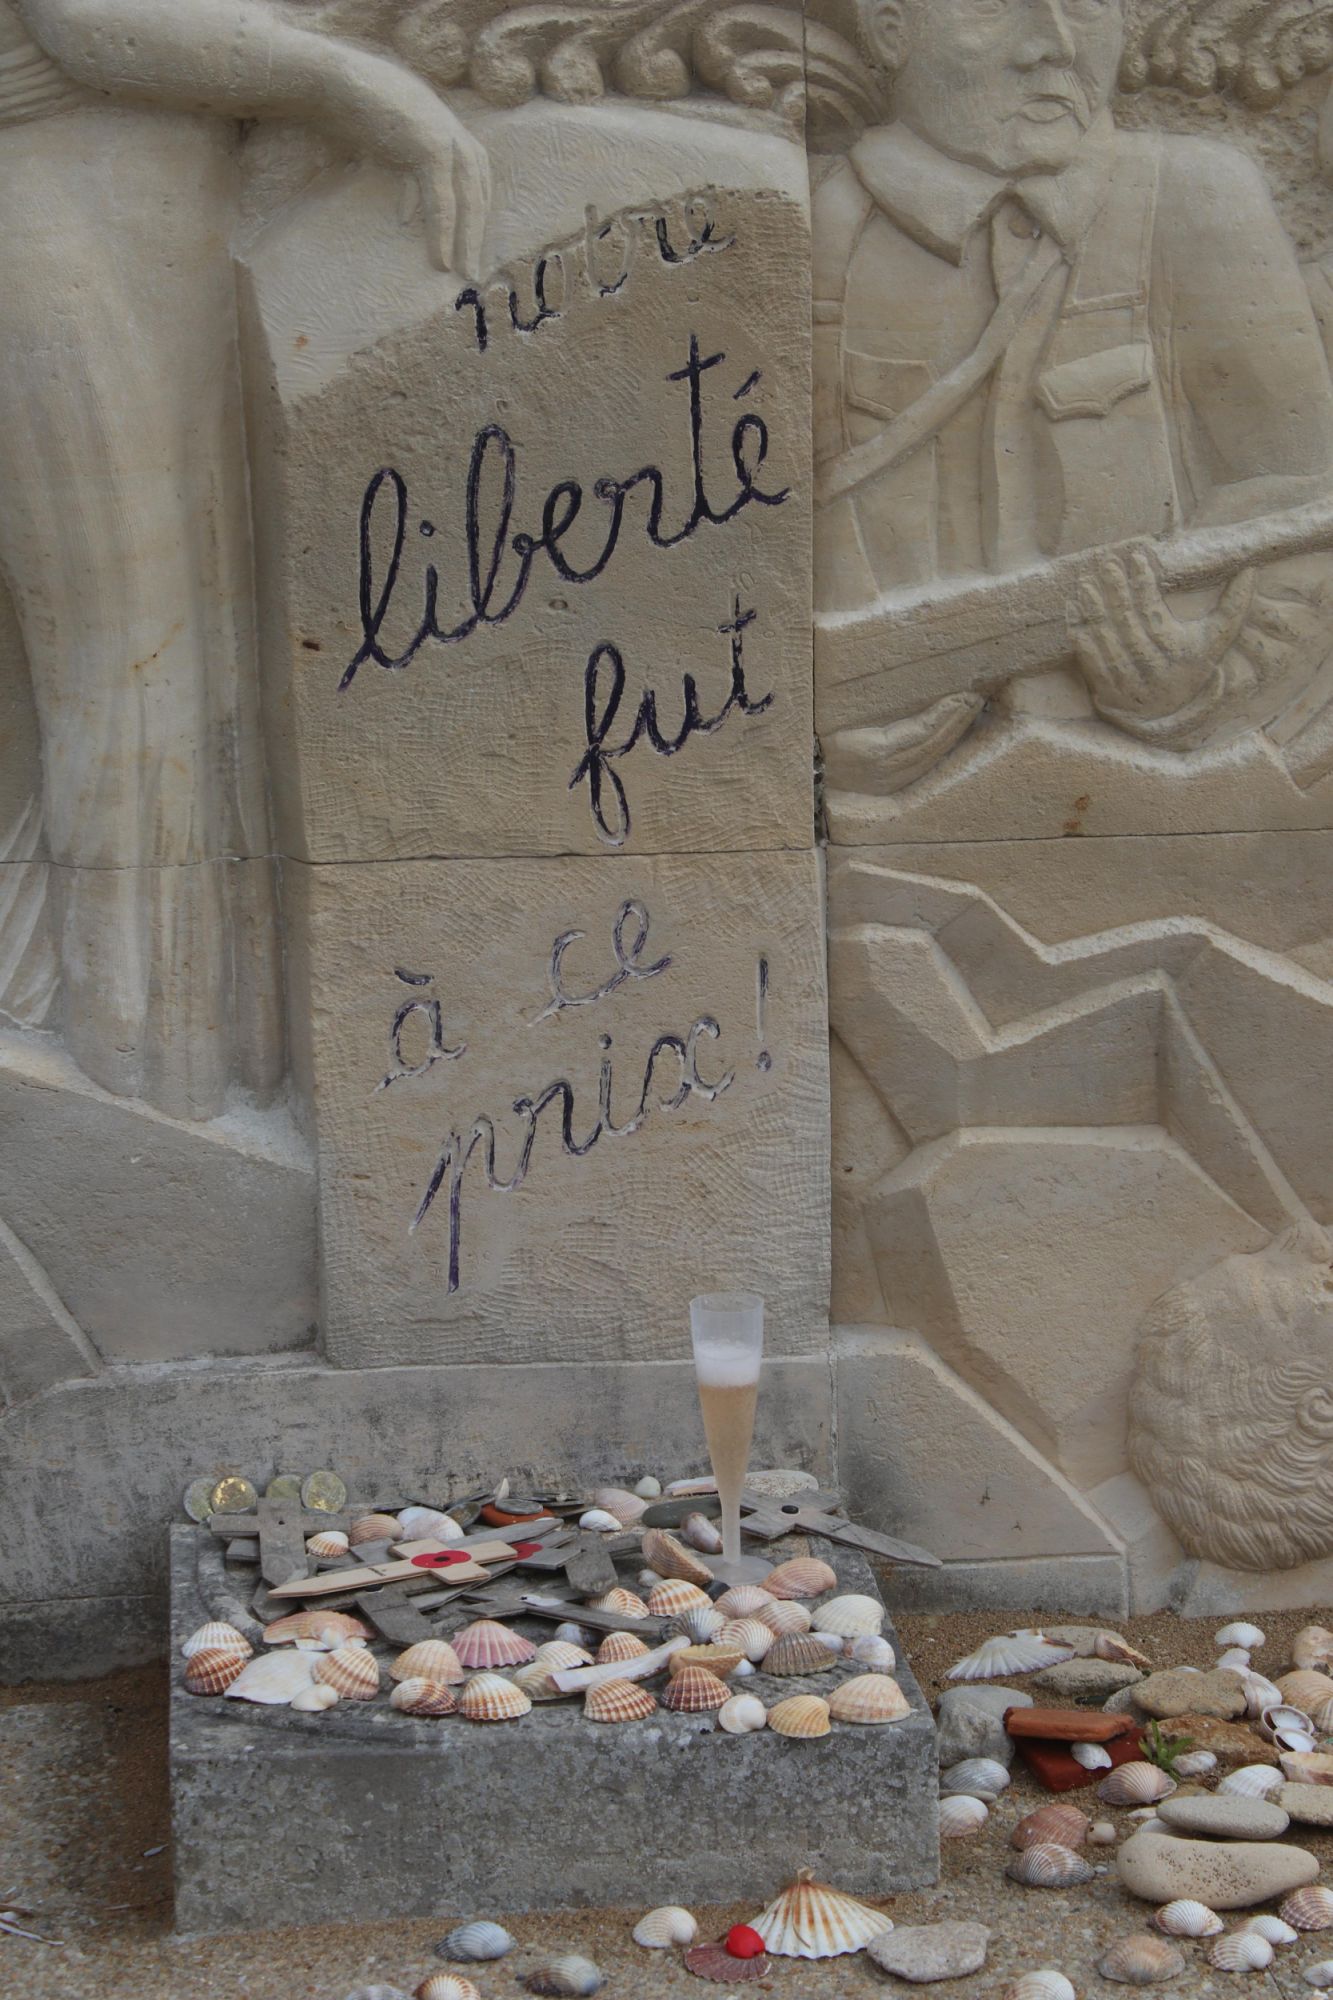 notre
liberté
fut
à ce
prix!